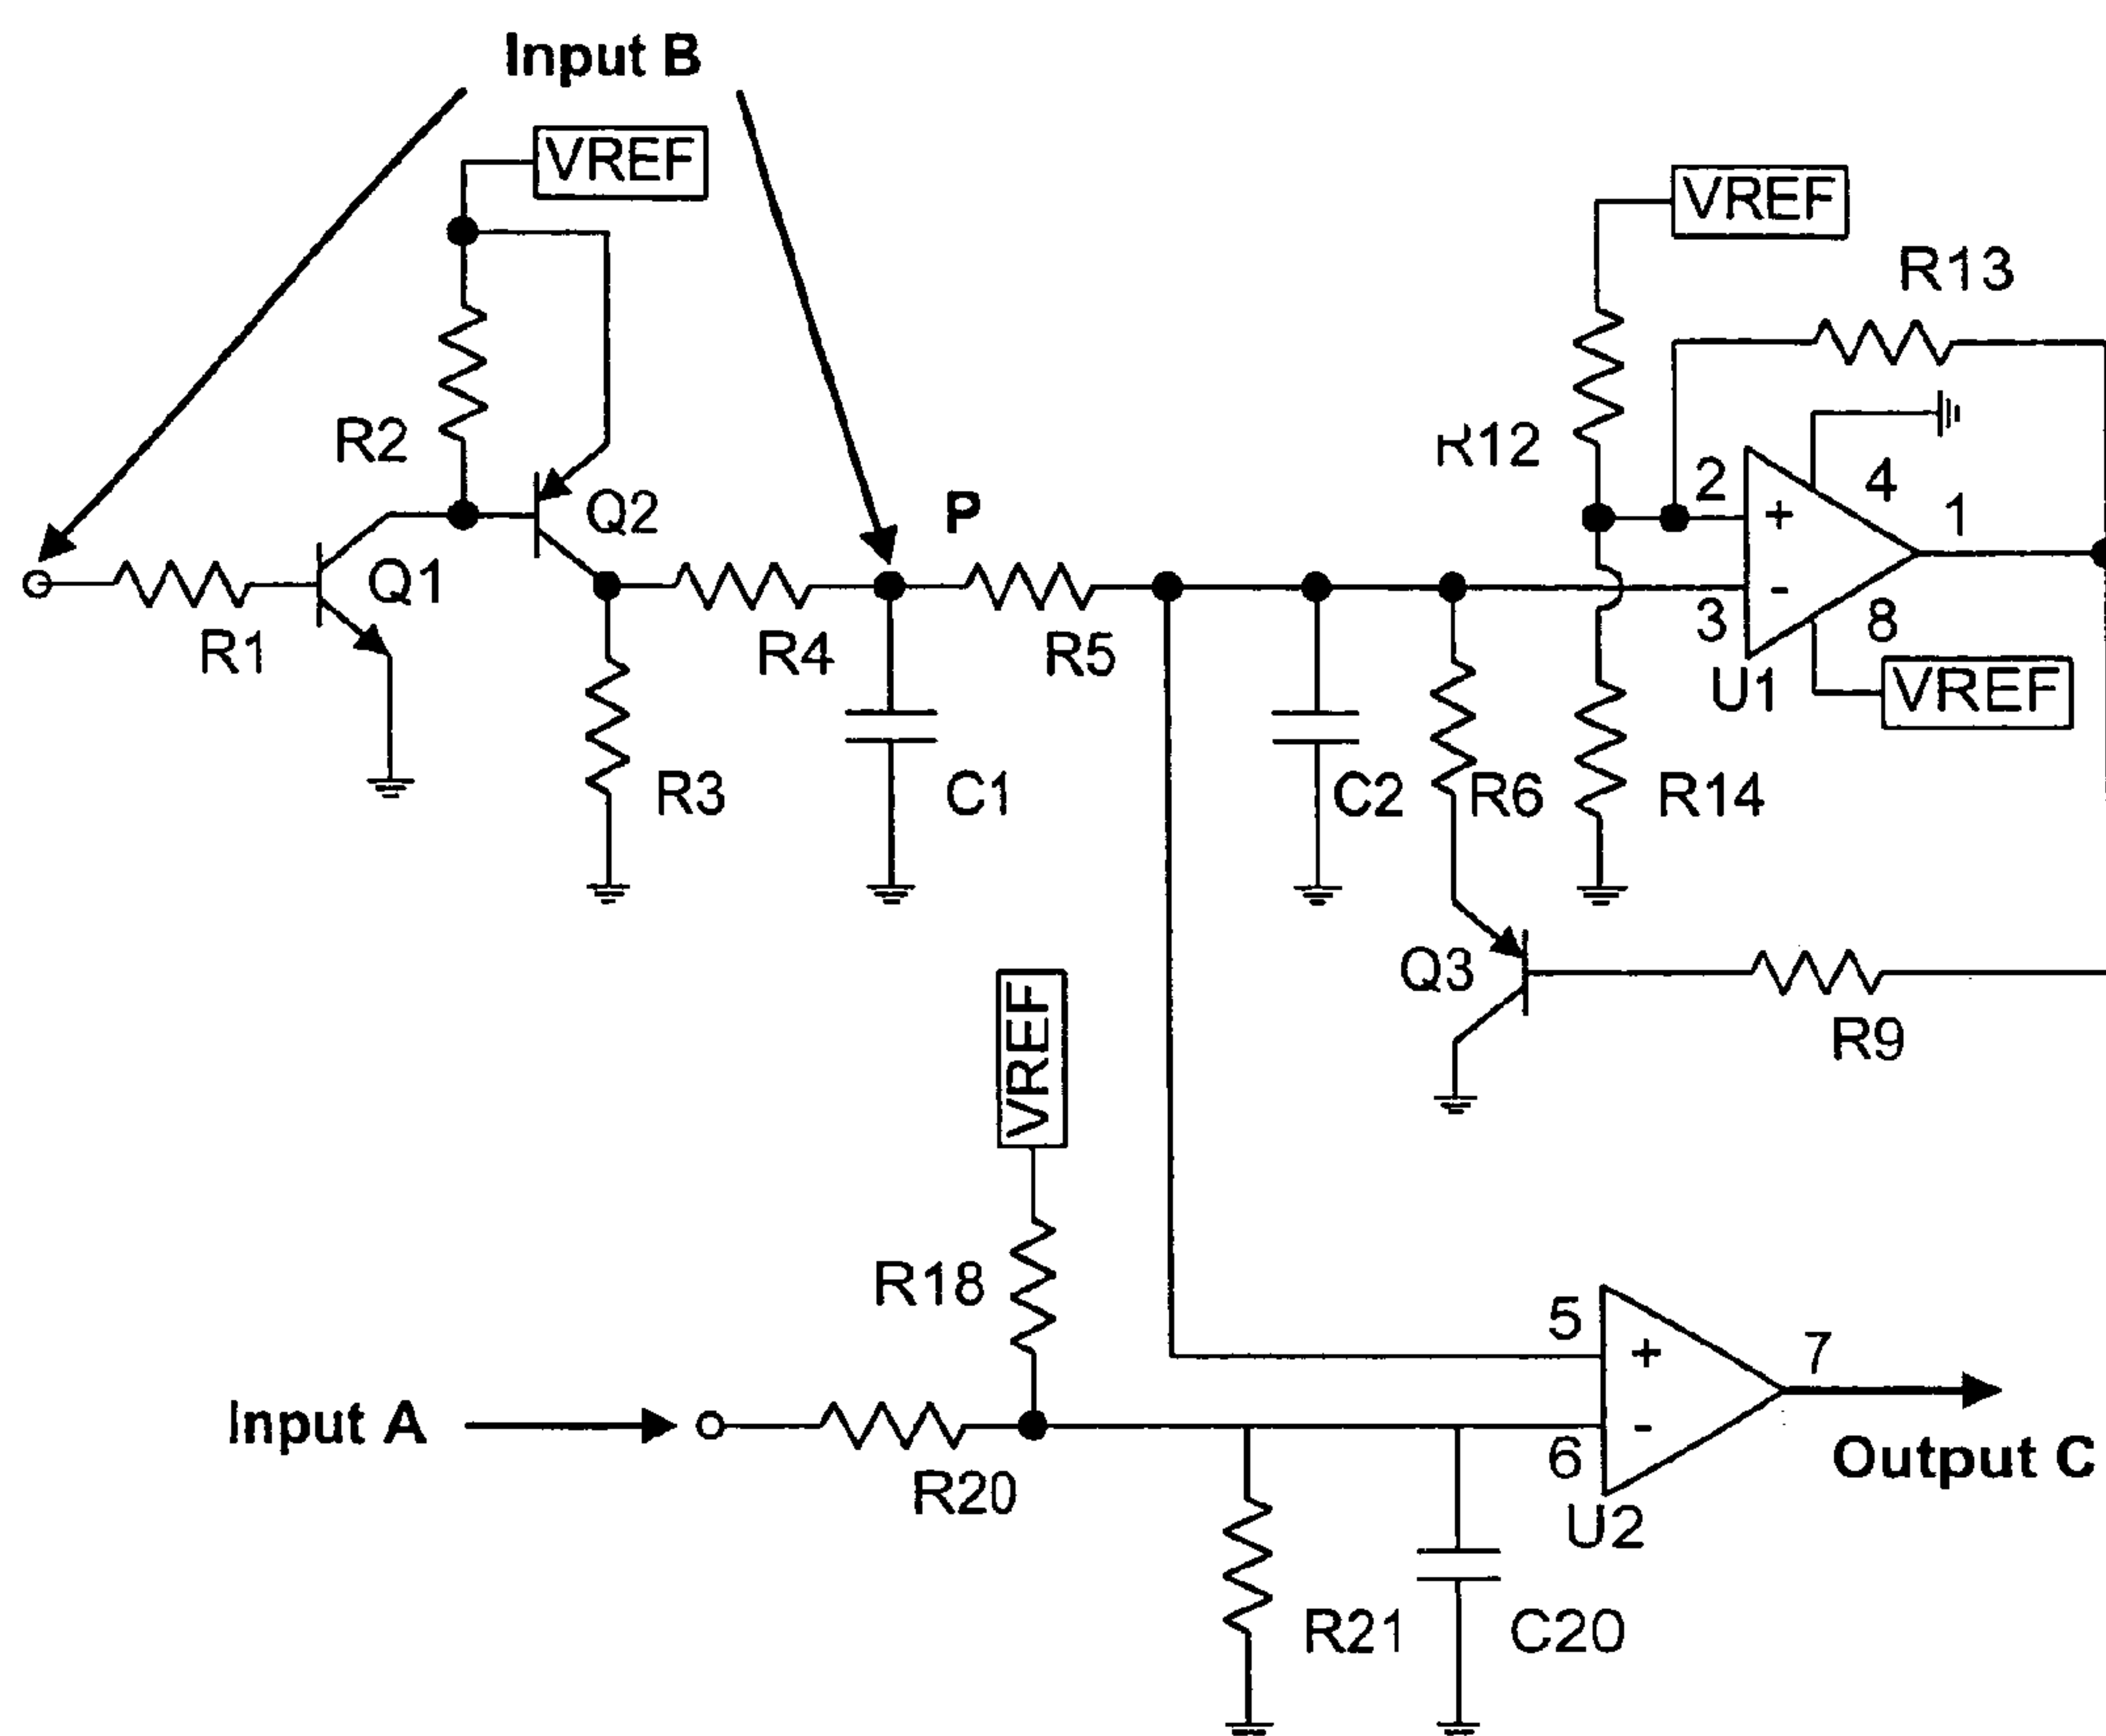 Input B
VREF
VREF
R13
R2
R12
2
+
4
1
Q2
P
Q1
-
3
8
R1
R4
R5
U1
VREF
R3
C1
C2
R6
R14
Q3
R9
VREF
R18
5
+
7
Input A
-
6
Output C
R20
U2
R21
C20